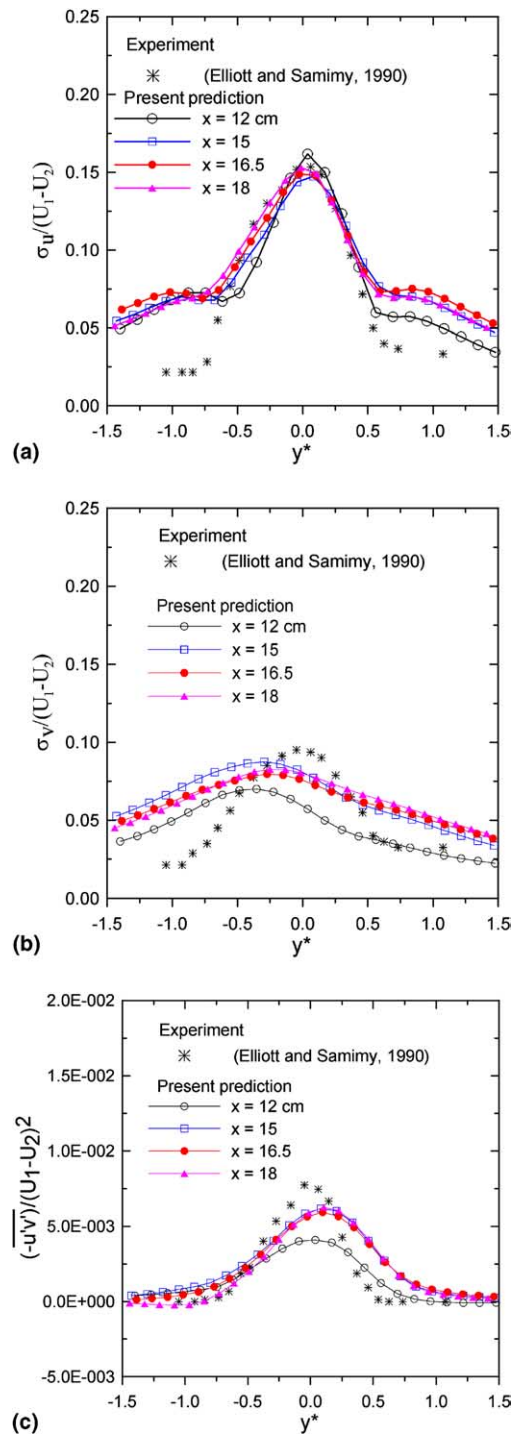 0.25
Experiment
(Elliott and Samimy, 1990)
0.20
Present prediction
x = 12 cm
x = 15
x = 16.5
x = 18
0.15
σu/(U1-U2)
0.10
0.05
0.00
-1.5 -1.0 -0.5 0.0 0.5 1.0 1.5
(a)
y*
0.25
Experiment
(Elliott and Samimy, 1990)
0.20
Present prediction
x = 12 cm
x = 15
x = 16.5
x = 18
0.15
σv/(U1-U2)
0.10
0.05
0.00
-1.5 -1.0 -0.5 0.0 0.5 1.0 1.5
(b)
y*
2.0E-002
Experiment
(Elliott and Samimy, 1990)
1.5E-002
Present prediction
x = 12 cm
x = 15
x = 16.5
x = 18
1.0E-002
(-u'v')/(U1-U2)2
5.0E-003
0.0E+000
-5.0E-003
-1.5 -1.0 -0.5 0.0 0.5 1.0 1.5
(c)
y*